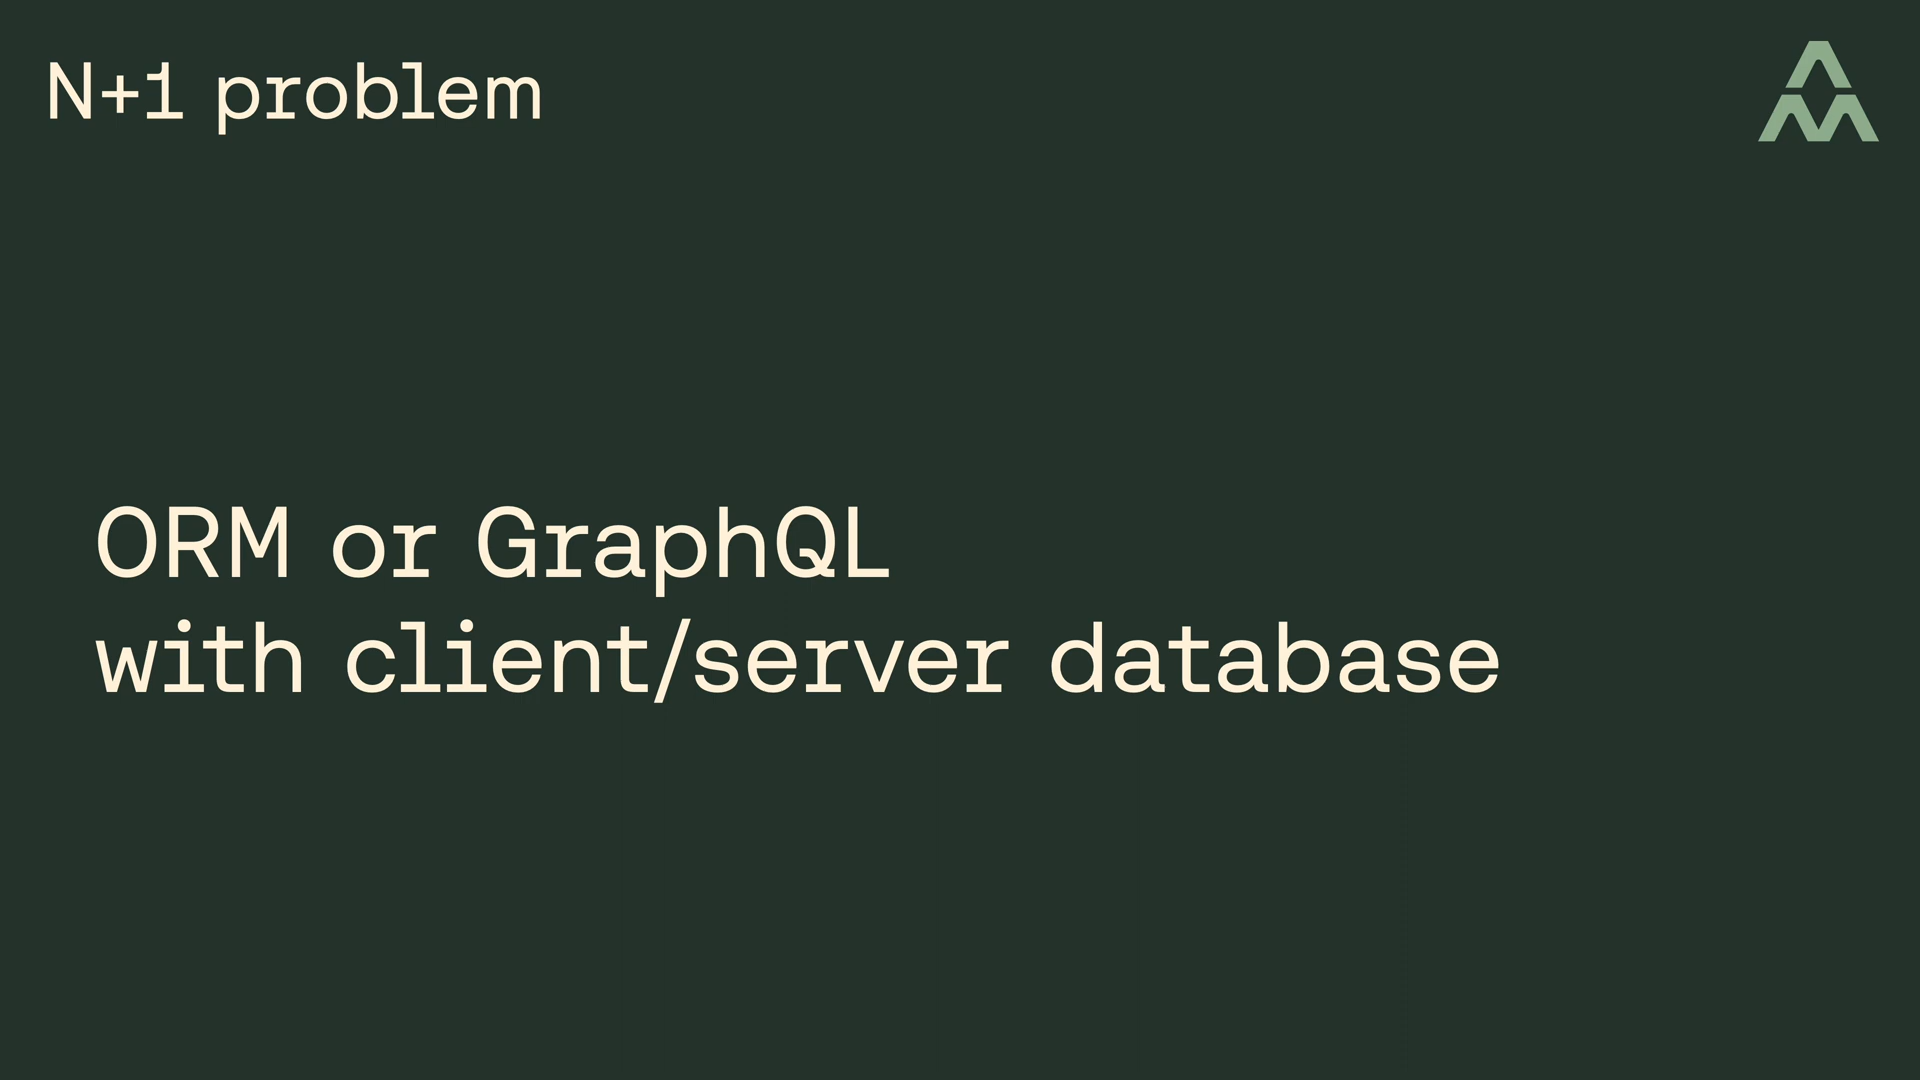 N+1 problem
ORM or GraphQL
with client/server database